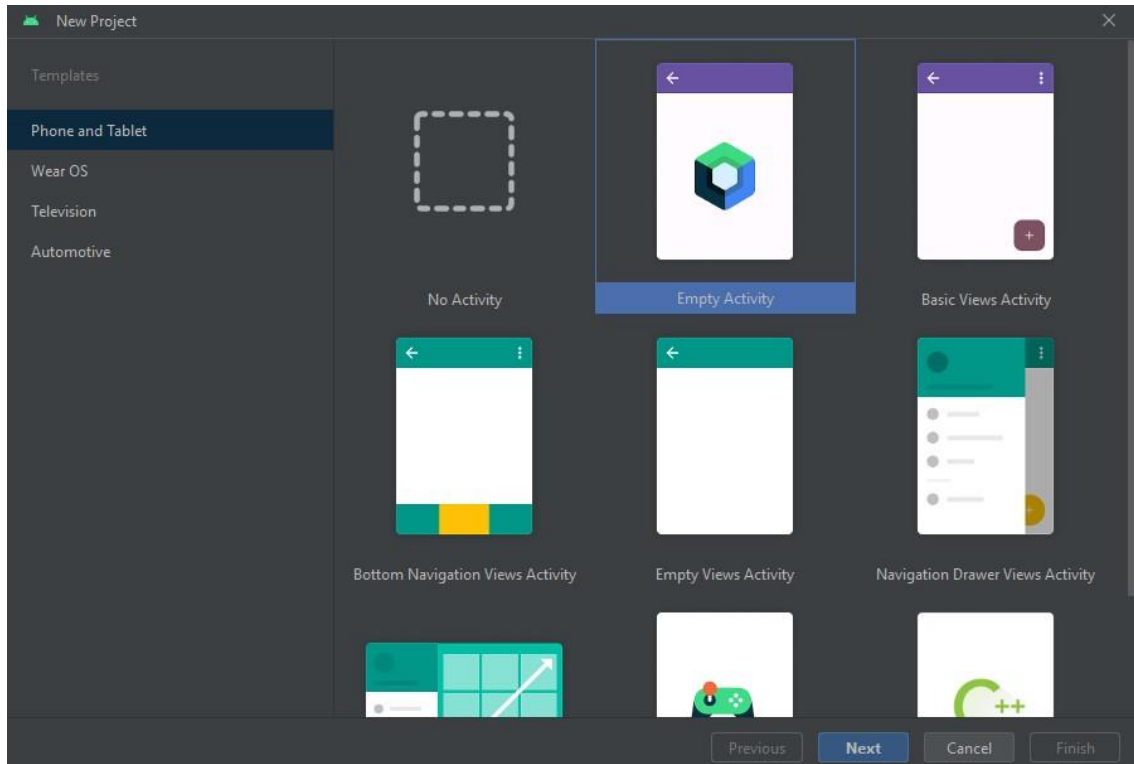 New Project
Templates
Phone and Tablet
Wear OS
Television
Automotive
No Activity
Empty Activity
Basic Views Activity
Bottom Navigation Views Activity
Empty Views Activity
Navigation Drawer Views Activity
++
Previous
Next
Cancel
Finish